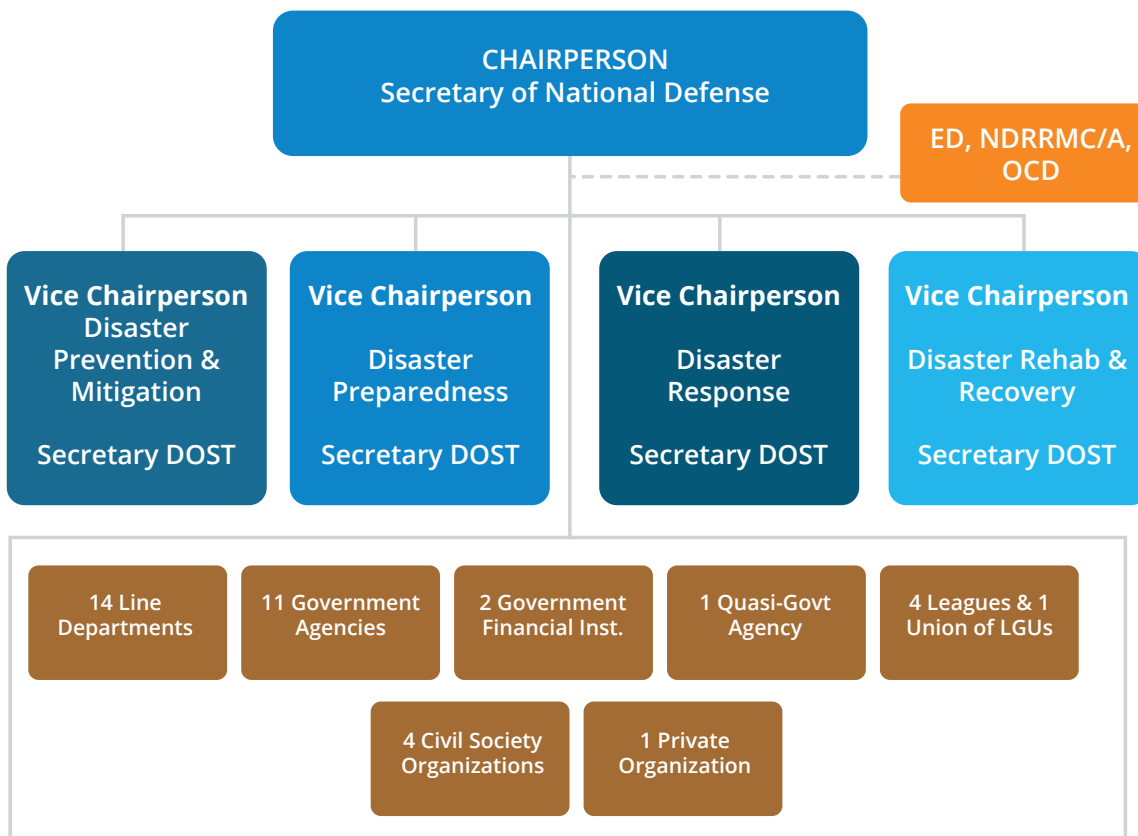 CHAIRPERSON
Secretary of National Defense
ED, NDRRMC/A,
OCD
Vice Chairperson
Disaster
Prevention &
Mitigation
Secretary DOST
Vice Chairperson
Disaster
Preparedness
Secretary DOST
Vice Chairperson
Disaster
Response
Secretary DOST
Vice Chairperson
Disaster Rehab &
Recovery
Secretary DOST
14 Line
Departments
11 Government
Agencies
2 Government
Financial Inst.
1 Quasi-Govt
Agency
4 Leagues & 1
Union of LGUs
4 Civil Society
Organizations
1 Private
Organization